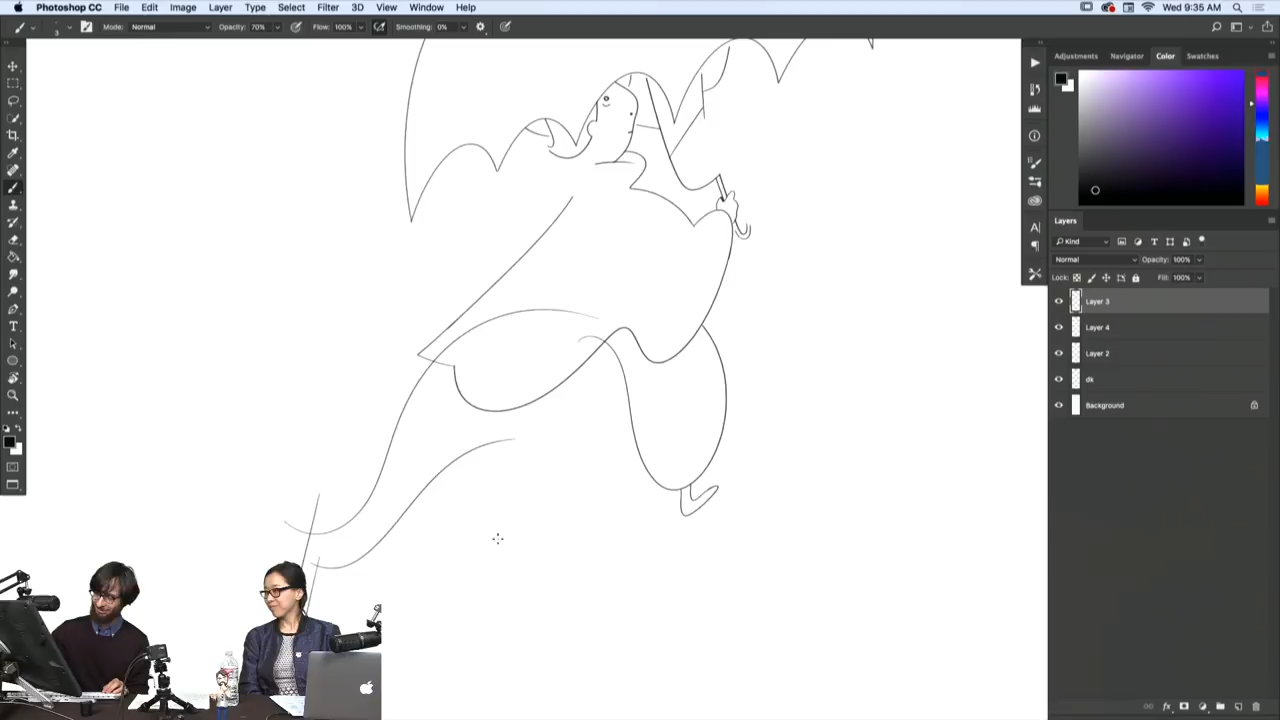 Photoshop CC File Edit Image Layer Type Select Filter 3D View Window Help Wed 9:35 AM
3 Mode: Normal Opacity: 70% Flow: 100% Smoothing: 0%
Adjustments Navigator Color Swatches
Layers
Kind
Normal Opacity: 100%
Lock: Fill: 100%
Layer 3
Layer 4
Layer 2
dk
Background